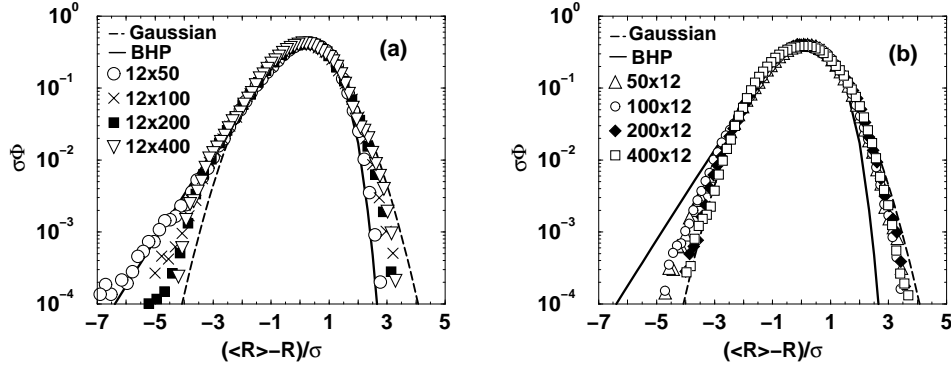 10⁰
10⁻¹
10⁻²
10⁻³
10⁻⁴
σΦ
Gaussian
BHP
12x50
12x100
12x200
12x400
(a)
−7 −5 −3 −1 1 3 5
(<R>−R)/σ
10⁰
10⁻¹
10⁻²
10⁻³
10⁻⁴
σΦ
Gaussian
BHP
50x12
100x12
200x12
400x12
(b)
−7 −5 −3 −1 1 3 5
(<R>−R)/σ